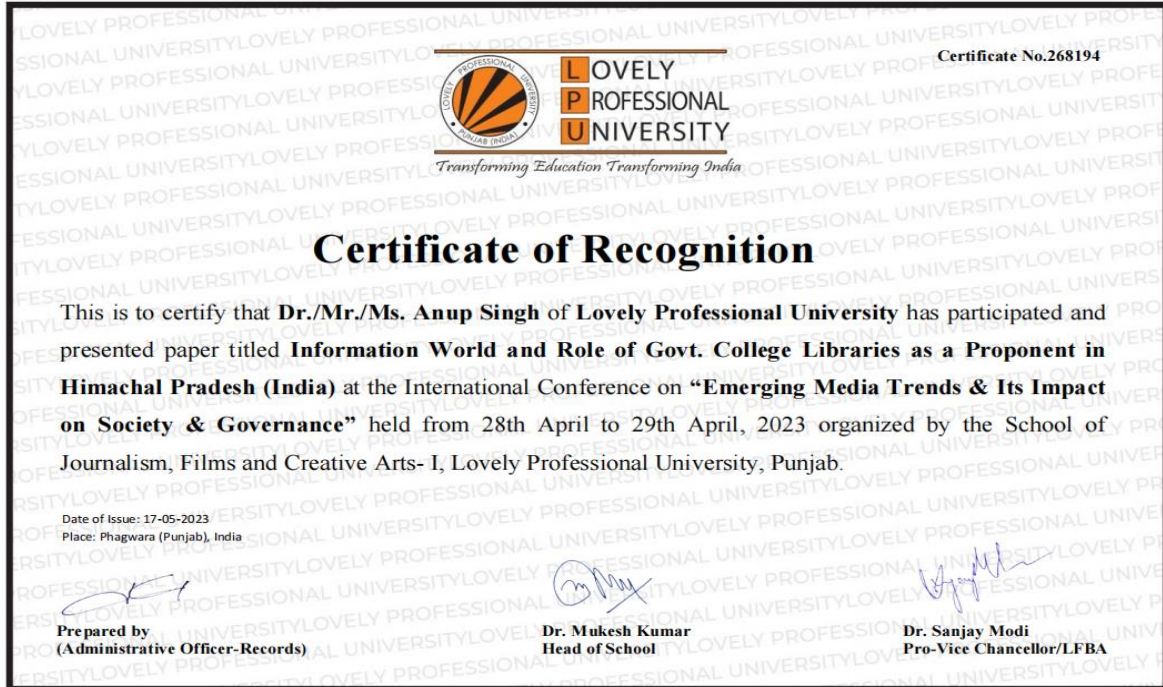 Certificate No.268194
LOVELY PROFESSIONAL UNIVERSITY
PUNJAB (INDIA)
LOVELY
PROFESSIONAL
UNIVERSITY
Transforming Education Transforming India
Certificate of Recognition
This is to certify that Dr./Mr./Ms. Anup Singh of Lovely Professional University has participated and
presented paper titled Information World and Role of Govt. College Libraries as a Proponent in
Himachal Pradesh (India) at the International Conference on “Emerging Media Trends & Its Impact
on Society & Governance” held from 28th April to 29th April, 2023 organized by the School of
Journalism, Films and Creative Arts- I, Lovely Professional University, Punjab.
Date of Issue: 17-05-2023
Place: Phagwara (Punjab), India
Prepared by
(Administrative Officer-Records)
Dr. Mukesh Kumar
Head of School
Dr. Sanjay Modi
Pro-Vice Chancellor/LFBA